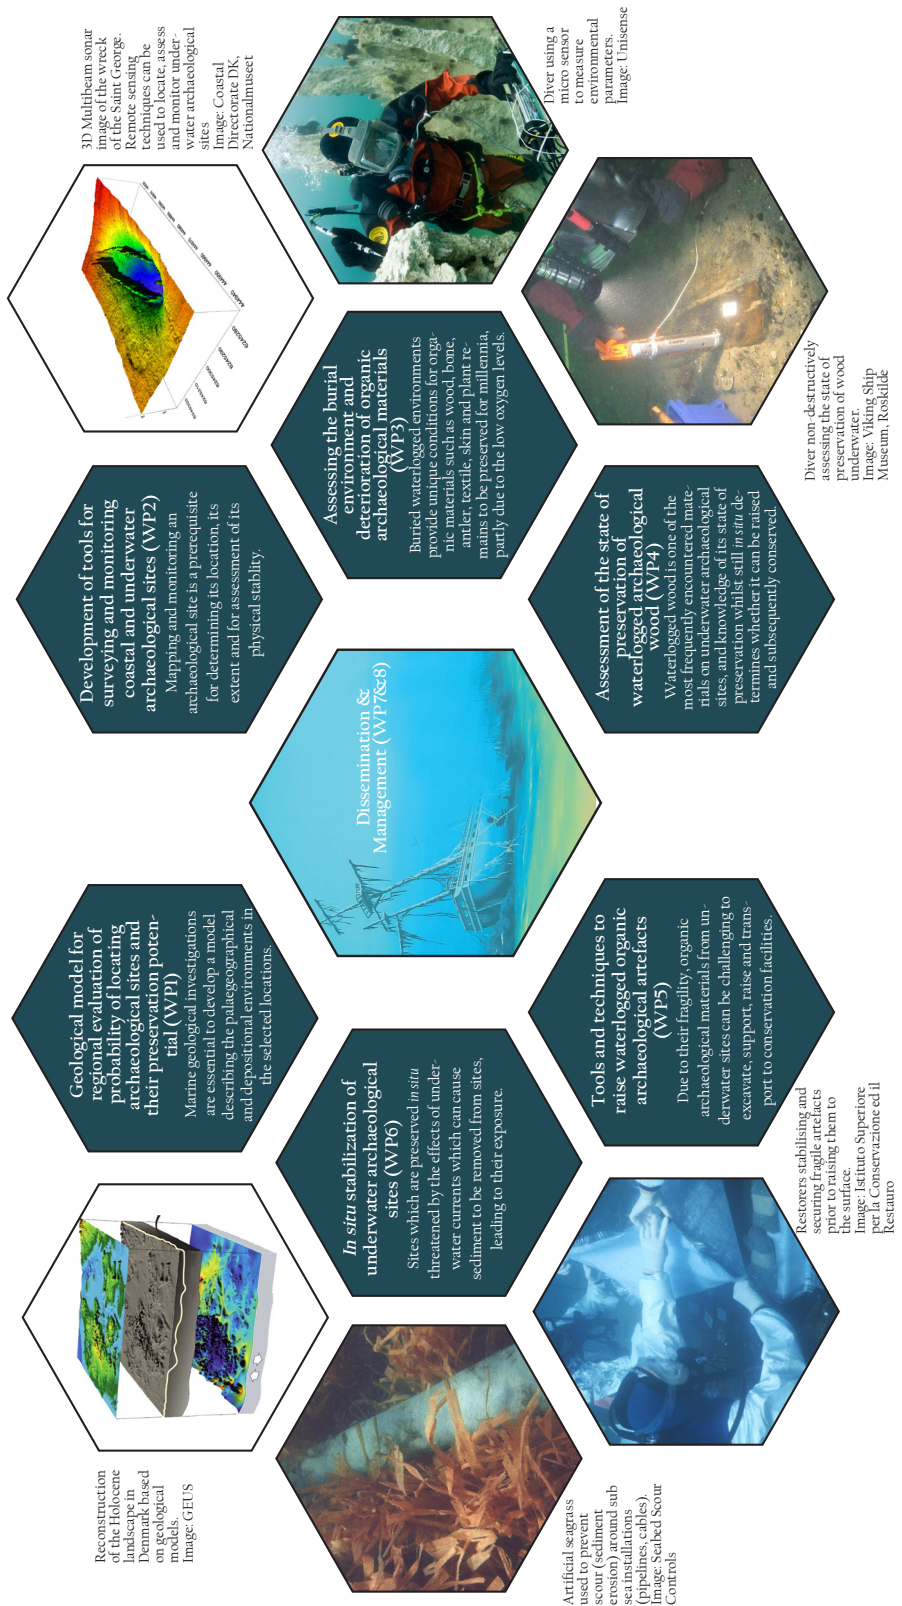 Reconstruction
of the Holocene
landscape in
Denmark based
on geological
models.
Image: GEUS
Geological model for
regional evaluation of
probability of locating
archaeological sites and
their preservation poten-
tial (WP1)
Marine geological investigations
are essential to develop a model
describing the palaegeographical
and depositional environments in
the selected locations.
Development of tools for
surveying and monitoring
coastal and underwater
archaeological sites (WP2)
Mapping and monitoring an
archaeological site is a prerequisite
for determining its location, its
extent and for assessment of its
physical stablity.
3D Multibeam sonar
image of the wreck
of the Saint George.
Remote sensing
techniques can be
used to locate, assess
and monitor under-
water archaeological
sites
Image: Coastal
Directorate DK,
Nationalmuseet
In situ stabilization of
underwater archaeological
sites (WP6)
Sites which are preserved in situ
threatened by the effects of under-
water currents which can cause
sediment to be removed from sites,
leading to their exposure.
Dissemination &
Management (WP7&8)
Assessing the burial
environment and
deterioration of organic
archaeological materials
(WP3)
Buried waterlogged environments
provide unique conditions for orga-
nic materials such as wood, bone,
antler, textile, skin and plant re-
mains to be preserved for millennia,
partly due to the low oxygen levels.
Diver using a
micro sensor
to measure
environmental
parameters.
Image: Unisense
Artificial seagrass
used to prevent
scour (sediment
erosion) around sub
sea installations
(pipelines, cables).
Image: Seabed Scour
Controls
Tools and techniques to
raise waterlogged organic
archaeological artefacts
(WP5)
Due to their fragility, organic
archaeological materials from un-
derwater sites can be challenging to
excavate, support, raise and trans-
port to conservation facilities.
Assessment of the state of
preservation of
waterlogged archaeological
wood (WP4)
Waterlogged wood is one of the
most frequently encountered mate-
rials on underwater archaeological
sites, and knowledge of its state of
preservation whilst still in situ de-
termines whether it can be raised
and subsequently conserved.
Restorers stabilising and
securing fragile artefacts
prior to raising them to
the surface.
Image: Istituto Superiore
per la Conservazione ed il
Restauro
Diver non-destructively
assessing the state of
preservation of wood
underwater.
Image: Viking Ship
Museum, Roskilde